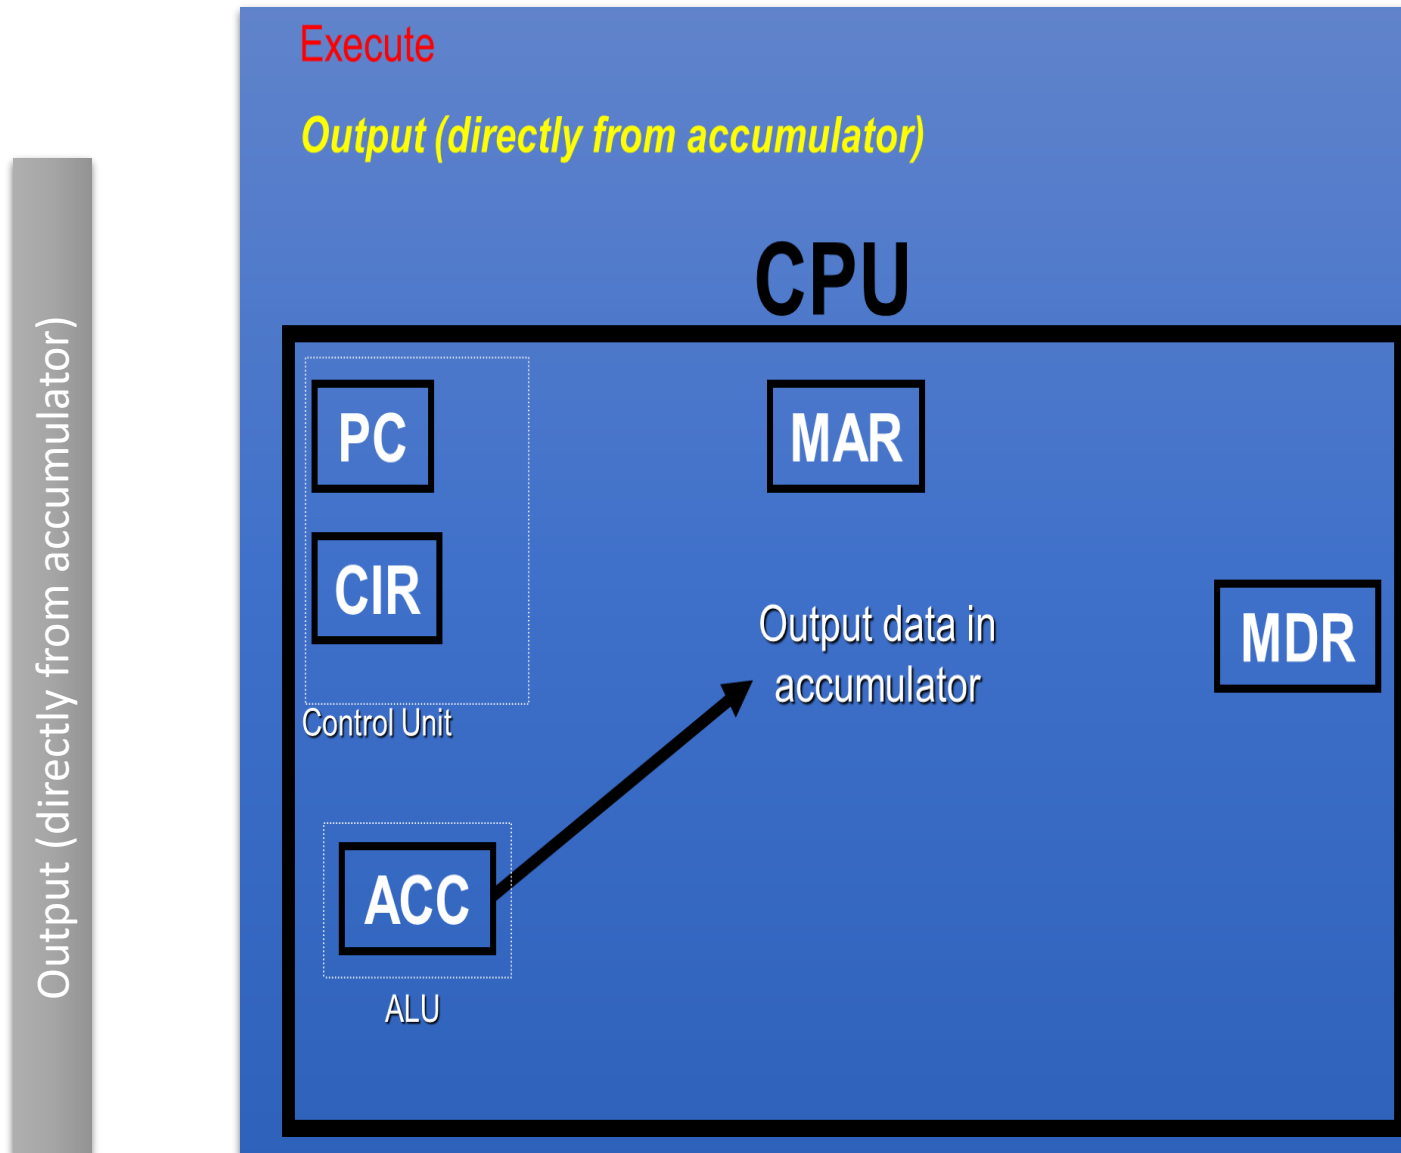 Output (directly from accumulator)
Execute
Output (directly from accumulator)
CPU
PC
MAR
CIR
Output data in
accumulator
MDR
Control Unit
ACC
ALU